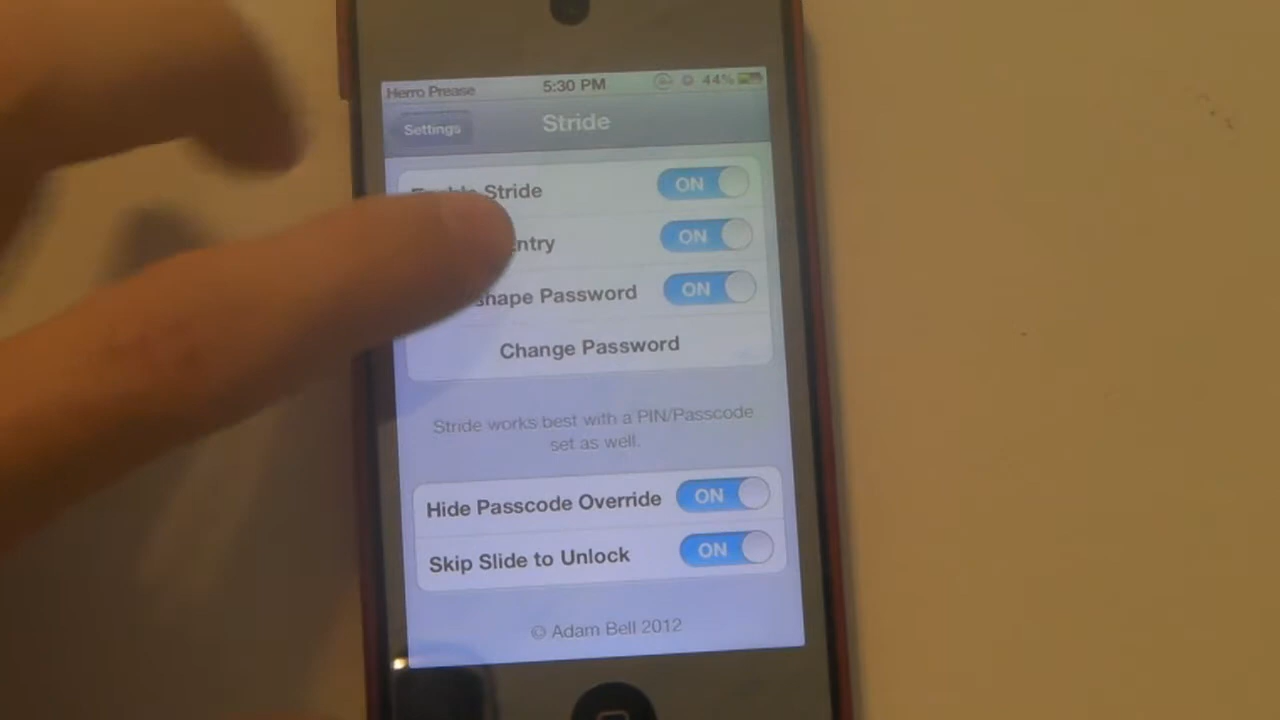 Herro Prease 5:30 PM 44%
Settings Stride
Enable Stride ON
ntry ON
shape Password ON
Change Password
Stride works best with a PIN/Passcode
set as well.
Hide Passcode Override ON
Skip Slide to Unlock ON
© Adam Bell 2012